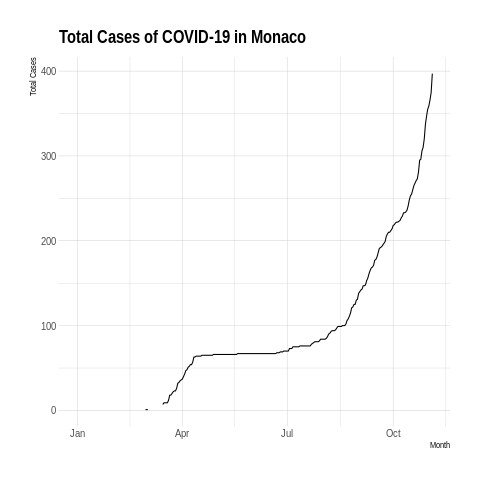 Total Cases of COVID-19 in Monaco
Total Cases
400
300
200
100
0
Jan Apr Jul Oct
Month